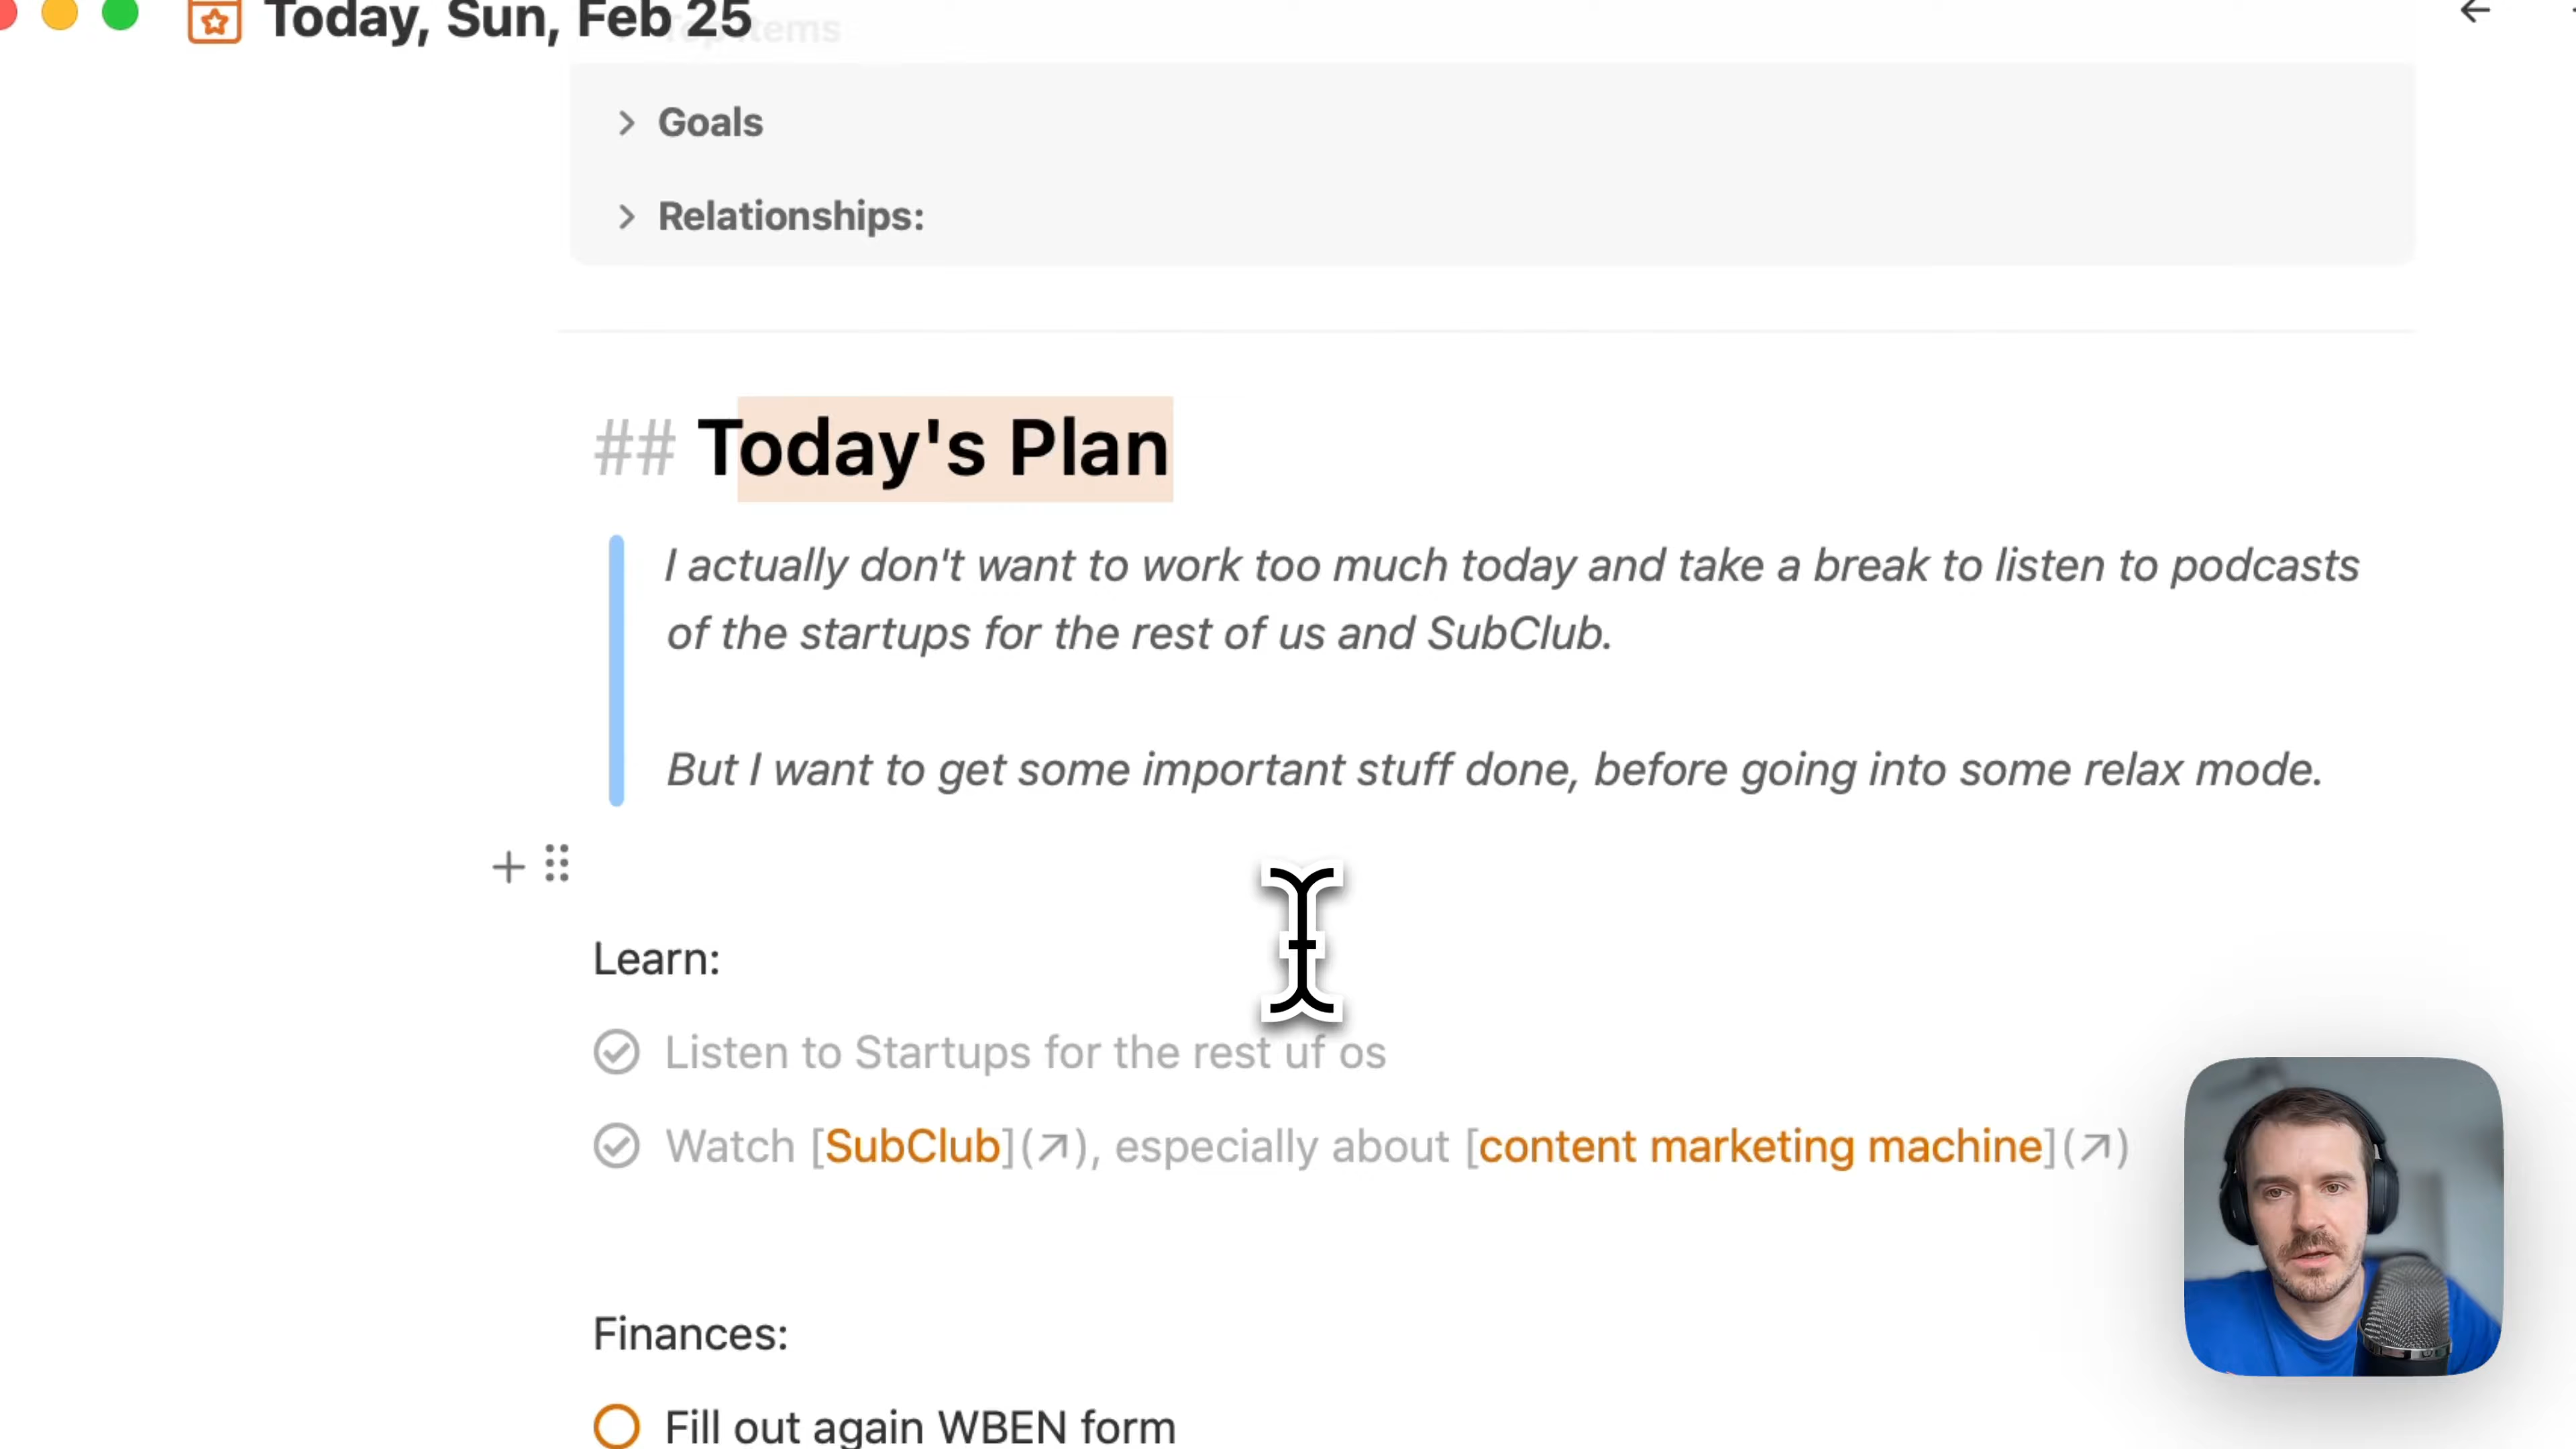 Today, Sun, Feb 25
Top Items
Goals
Relationships:
## Today's Plan
I actually don't want to work too much today and take a break to listen to podcasts
of the startups for the rest of us and SubClub.
But I want to get some important stuff done, before going into some relax mode.
Learn:
Listen to Startups for the rest uf os
Watch [SubClub](↗), especially about [content marketing machine](↗)
Finances:
Fill out again WBEN form